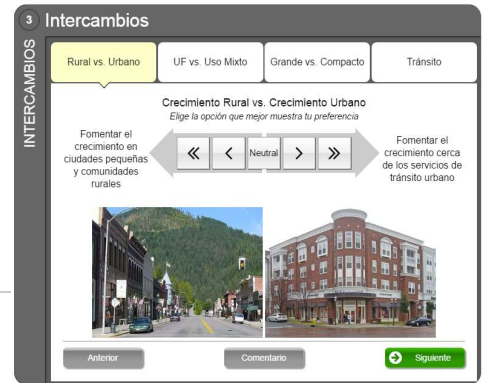 3 Intercambios
INTERCAMBIOS
Rural vs. Urbano
UF vs. Uso Mixto
Grande vs. Compacto
Tránsito
Crecimiento Rural vs. Crecimiento Urbano
Elige la opción que mejor muestra tu preferencia
Fomentar el
crecimiento en
ciudades pequeñas
y comunidades
rurales
« < Neutral > »
Fomentar el
crecimiento cerca
de los servicios de
tránsito urbano
Anterior
Comentario
Siguiente